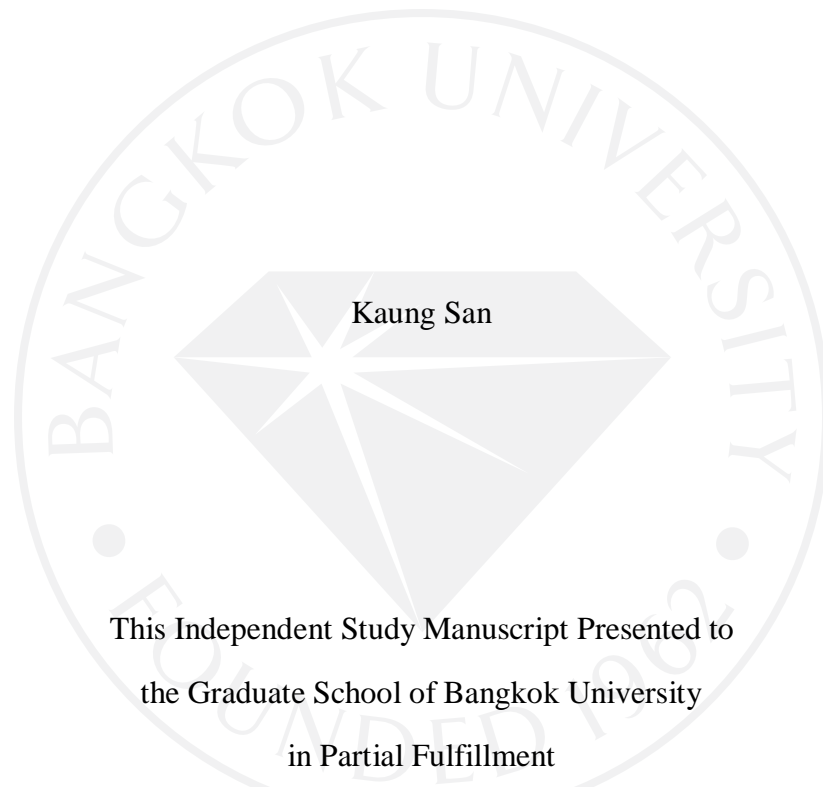 BANGKOK UNIVERSITY
Kaung San
This Independent Study Manuscript Presented to
the Graduate School of Bangkok University
in Partial Fulfillment
• FOUNDED 1962 •